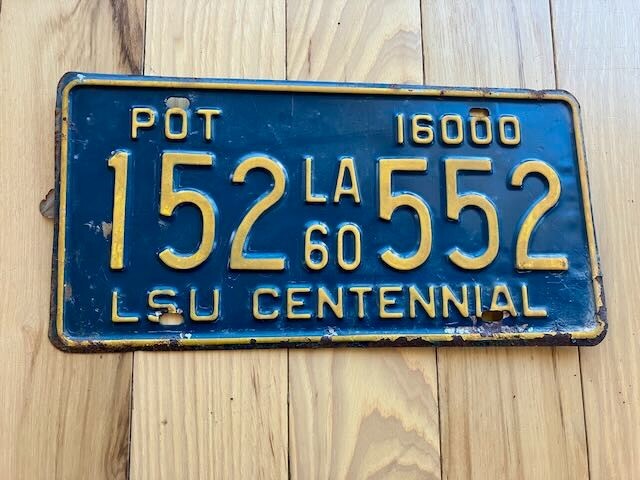 POT 16000
152 LA 60 552
LSU CENTENNIAL